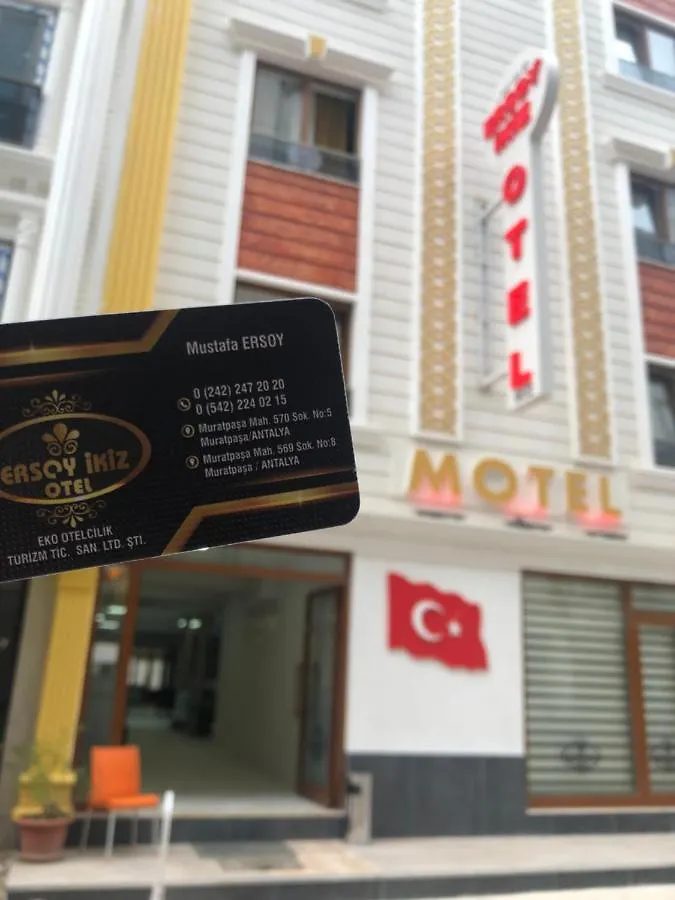 Mustafa ERSOY
0 (242) 247 20 20
0 (542) 224 02 15
Muratpaşa Mah. 570 Sok. No:5
Muratpaşa/ANTALYA
Muratpaşa Mah. 569 Sok. No:8
Muratpaşa / ANTALYA
ERSOY İKİZ
OTEL
EKO OTELCİLİK
TURİZM TİC. SAN. LTD. ŞTİ.
OTEL
MOTEL